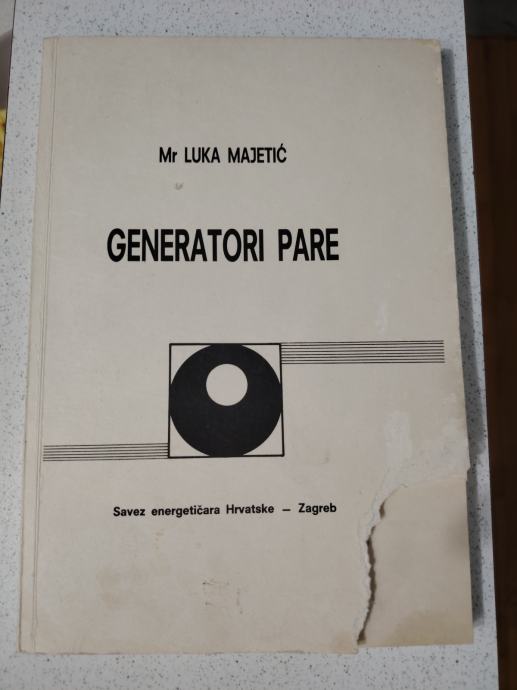 Mr LUKA MAJETIĆ
GENERATORI PARE
Savez energetičara Hrvatske – Zagreb